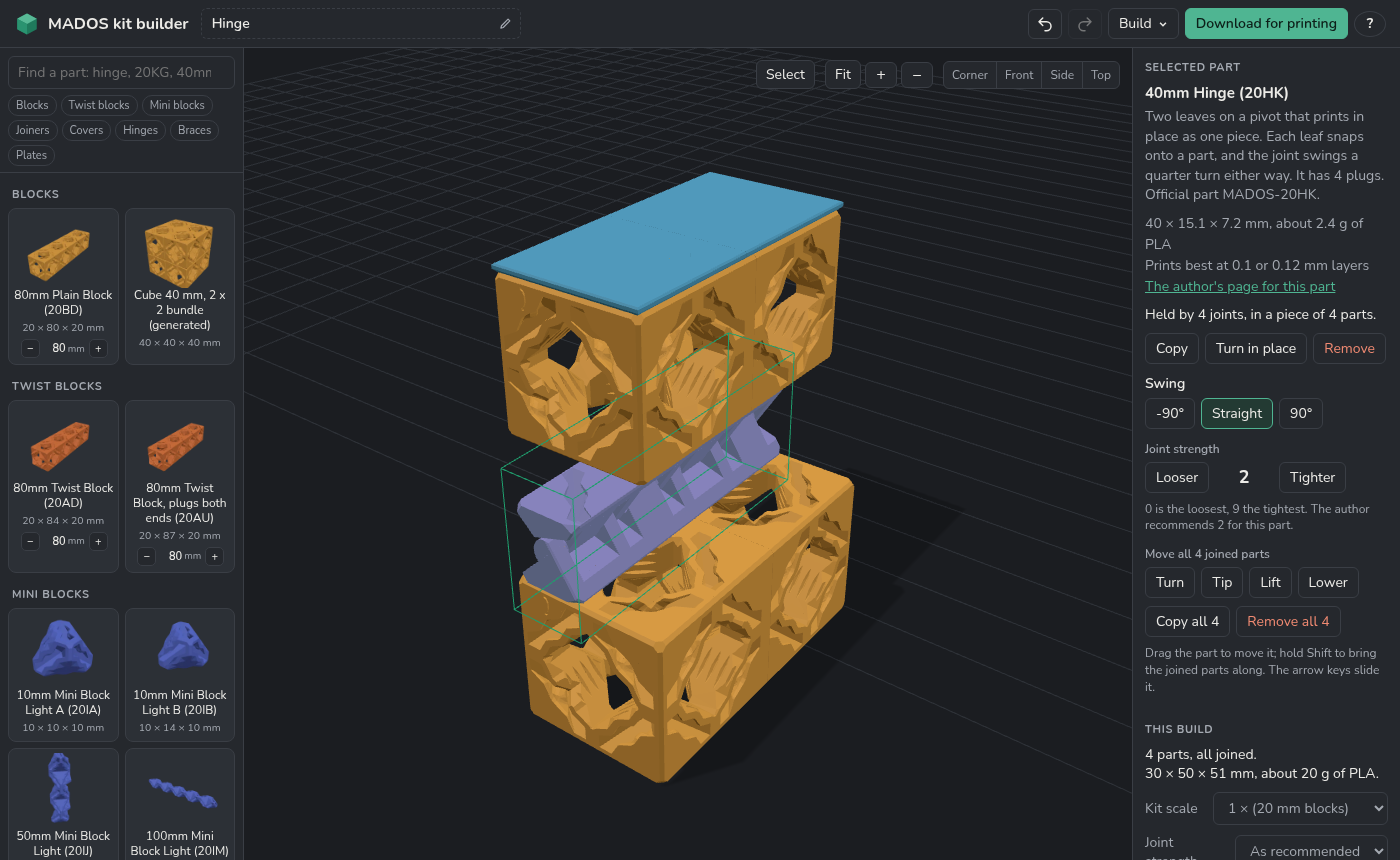 MADOS kit builder
Hinge
Build
Download for printing
?
Find a part: hinge, 20KG, 40mm
Blocks
Twist blocks
Mini blocks
Joiners
Covers
Hinges
Braces
Plates
BLOCKS
80mm Plain Block
(20BD)
20 × 80 × 20 mm
− 80 mm +
Cube 40 mm, 2 x
2 bundle
(generated)
40 × 40 × 40 mm
TWIST BLOCKS
80mm Twist Block
(20AD)
20 × 84 × 20 mm
− 80 mm +
80mm Twist
Block, plugs both
ends (20AU)
20 × 87 × 20 mm
− 80 mm +
MINI BLOCKS
10mm Mini Block
Light A (20IA)
10 × 10 × 10 mm
10mm Mini Block
Light B (20IB)
10 × 14 × 10 mm
50mm Mini Block
Light (20IJ)
100mm Mini
Block Light (20IM)
Select
Fit
+
−
Corner
Front
Side
Top
SELECTED PART
40mm Hinge (20HK)
Two leaves on a pivot that prints in
place as one piece. Each leaf snaps
onto a part, and the joint swings a
quarter turn either way. It has 4 plugs.
Official part MADOS-20HK.
40 × 15.1 × 7.2 mm, about 2.4 g of
PLA
Prints best at 0.1 or 0.12 mm layers
The author's page for this part
Held by 4 joints, in a piece of 4 parts.
Copy
Turn in place
Remove
Swing
-90°
Straight
90°
Joint strength
Looser
2
Tighter
0 is the loosest, 9 the tightest. The author
recommends 2 for this part.
Move all 4 joined parts
Turn
Tip
Lift
Lower
Copy all 4
Remove all 4
Drag the part to move it; hold Shift to bring
the joined parts along. The arrow keys slide
it.
THIS BUILD
4 parts, all joined.
30 × 50 × 51 mm, about 20 g of PLA.
Kit scale
1 × (20 mm blocks)
Joint
strength
As recommended